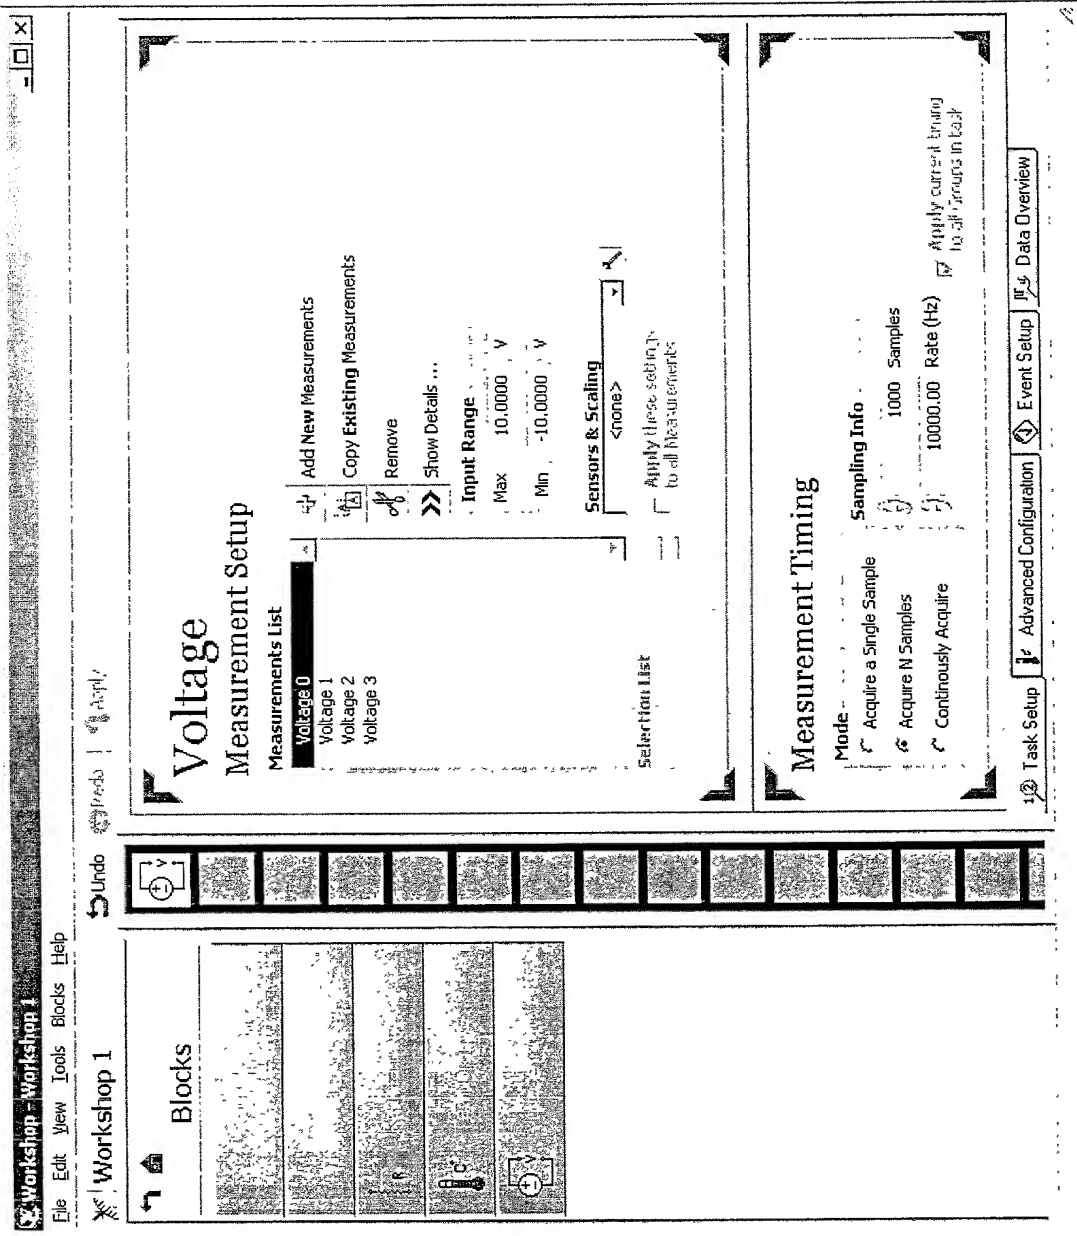 Workshop - Workshop 1
File Edit View Tools Blocks Help
Workshop 1
Undo Redo Apply
Blocks
R
C°
V
V
Voltage
Measurement Setup
Measurements List
Voltage 0
Voltage 1
Voltage 2
Voltage 3
Add New Measurements
Copy Existing Measurements
Remove
Show Details ...
Input Range
Max 10.0000 V
Min -10.0000 V
Sensors & Scaling
<none>
Selection List
Apply these settings
to all Measurements
Measurement Timing
Mode
Acquire a Single Sample
Acquire N Samples
Continously Acquire
Sampling Info
1000 Samples
10000.00 Rate (Hz)
Apply current timing
to all Groups in task
Task Setup Advanced Configuration Event Setup Data Overview